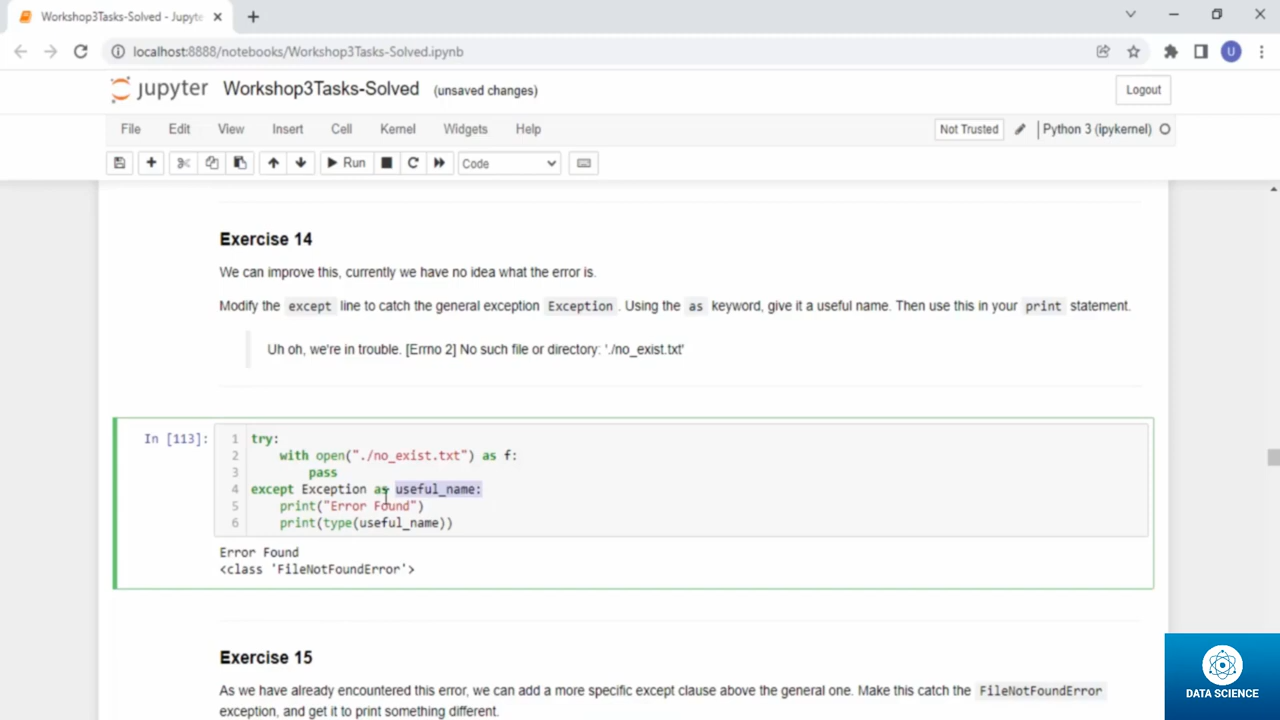 Workshop3Tasks-Solved - Jupyte
localhost:8888/notebooks/Workshop3Tasks-Solved.ipynb
U
jupyter Workshop3Tasks-Solved (unsaved changes)
Logout
File Edit View Insert Cell Kernel Widgets Help
Not Trusted Python 3 (ipykernel)
Run Code
Exercise 14
We can improve this, currently we have no idea what the error is.
Modify the except line to catch the general exception Exception . Using the as keyword, give it a useful name. Then use this in your print statement.
Uh oh, we're in trouble. [Errno 2] No such file or directory: './no_exist.txt'
In [113]:
1 try:
2 with open("./no_exist.txt") as f:
3 pass
4 except Exception as useful_name:
5 print("Error Found")
6 print(type(useful_name))
Error Found
<class 'FileNotFoundError'>
Exercise 15
As we have already encountered this error, we can add a more specific except clause above the general one. Make this catch the FileNotFoundError
exception, and get it to print something different.
DATA SCIENCE